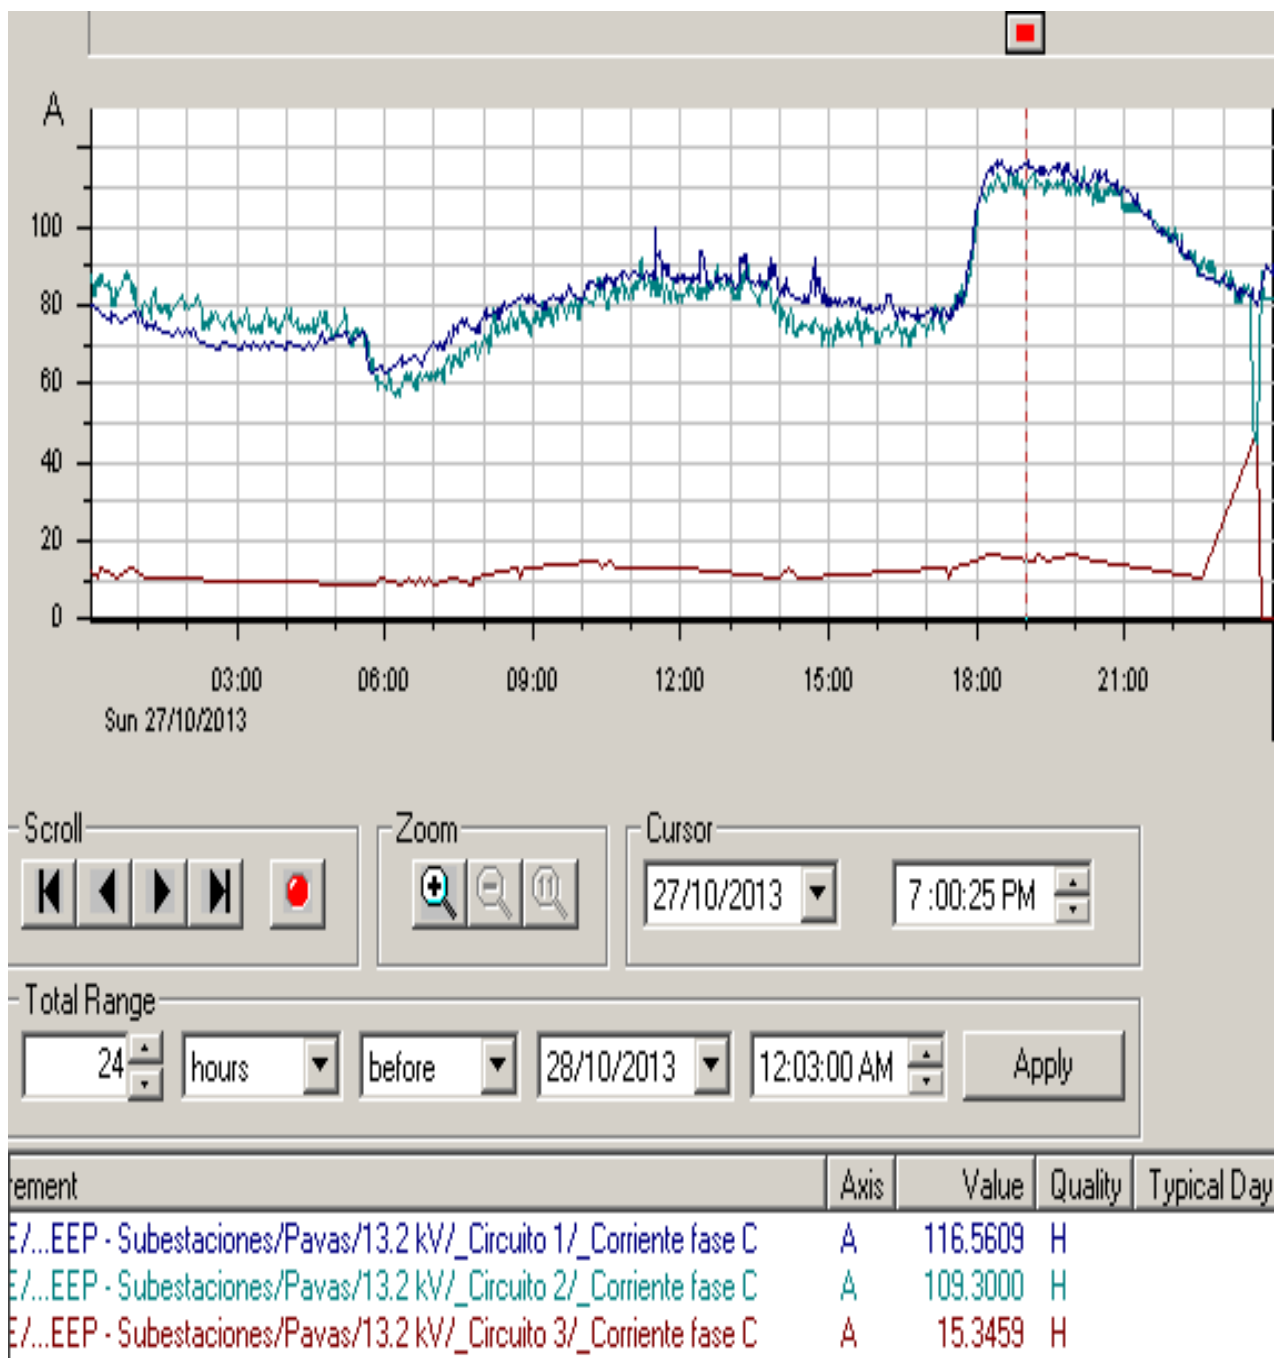 A
100
80
60
40
20
0
03:00 06:00 09:00 12:00 15:00 18:00 21:00
Sun 27/10/2013
Scroll Zoom Cursor
27/10/2013 7:00:25 PM
Total Range
24 hours before 28/10/2013 12:03:00 AM Apply
rement Axis Value Quality Typical Day
E/...EEP - Subestaciones/Pavas/13.2 kV/_Circuito 1/_Corriente fase C A 116.5609 H
E/...EEP - Subestaciones/Pavas/13.2 kV/_Circuito 2/_Corriente fase C A 109.3000 H
E/...EEP - Subestaciones/Pavas/13.2 kV/_Circuito 3/_Corriente fase C A 15.3459 H